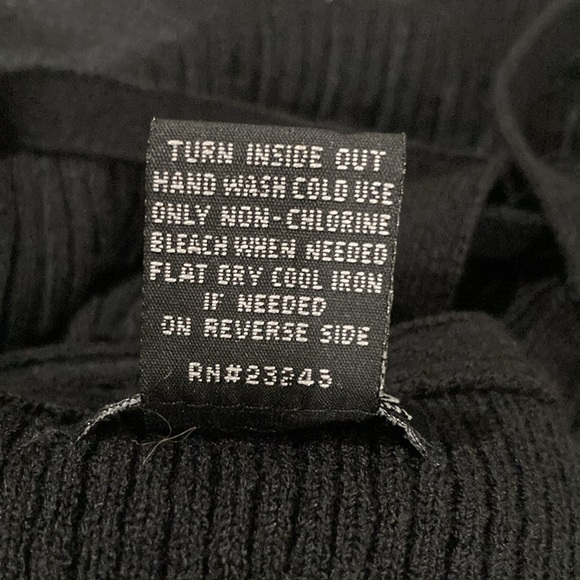 TURN INSIDE OUT
HAND WASH COLD USE
ONLY NON-CHLORINE
BLEACH WHEN NEEDED
FLAT DRY COOL IRON
IF NEEDED
ON REVERSE SIDE
RN#23243